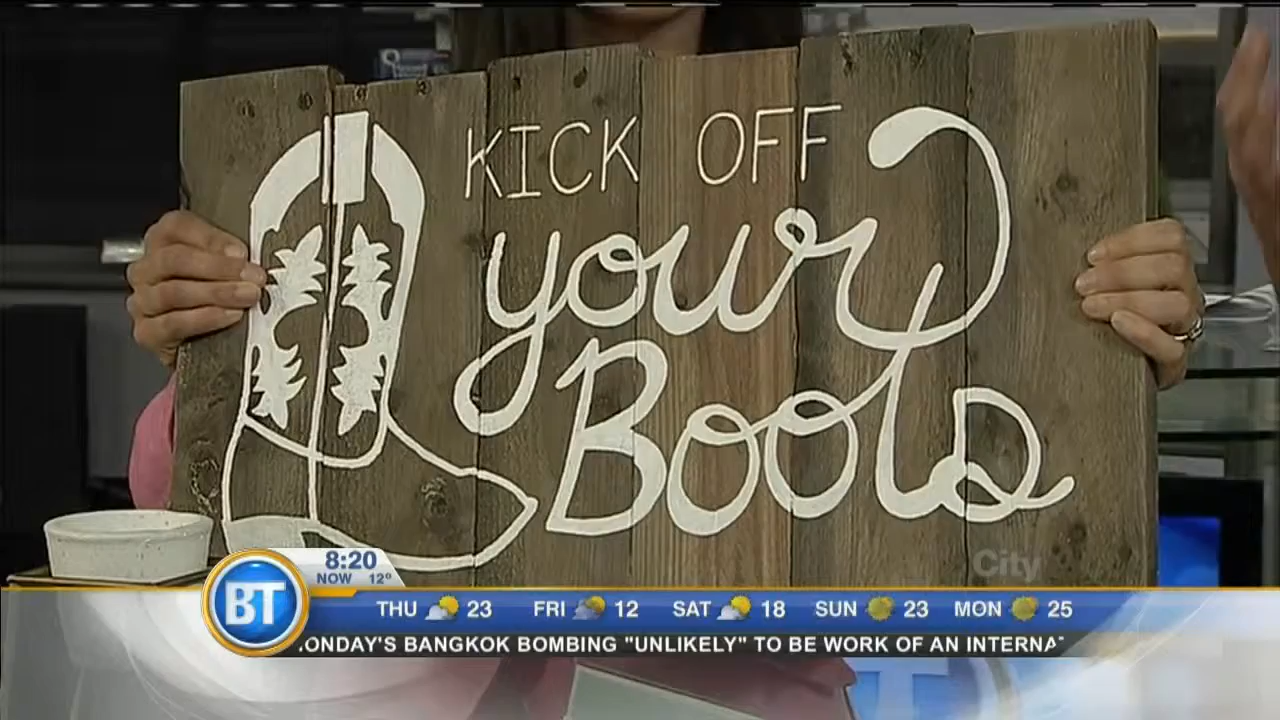 KICK OFF
your
Boots
City
8:20
NOW 12°
BT
THU 23 FRI 12 SAT 18 SUN 23 MON 25
ONDAY'S BANGKOK BOMBING "UNLIKELY" TO BE WORK OF AN INTERNA